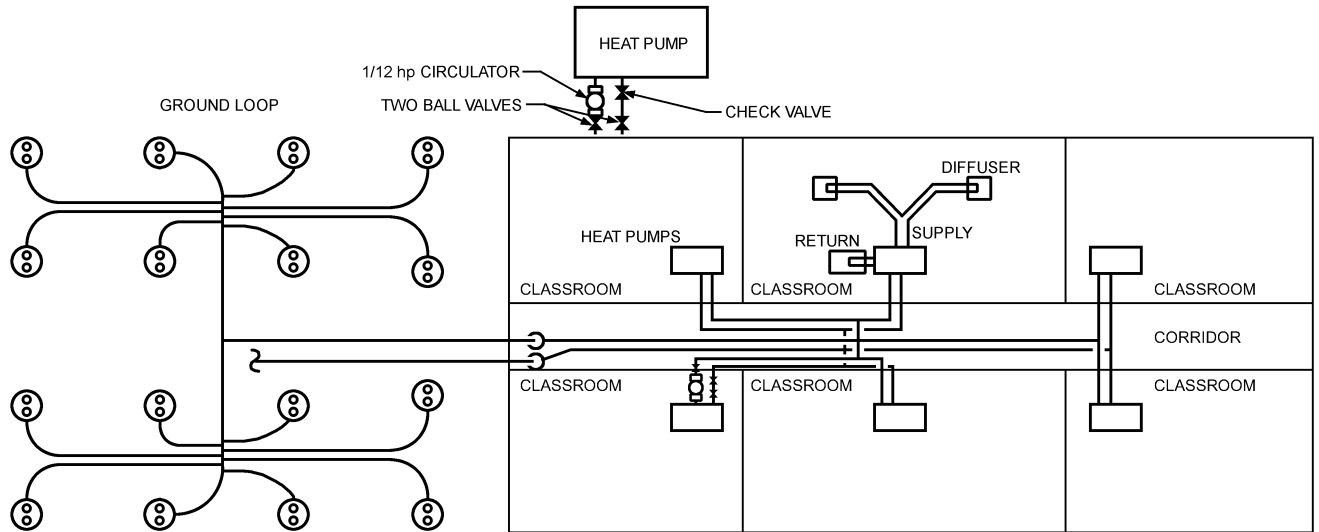 HEAT PUMP
1/12 hp CIRCULATOR
GROUND LOOP
TWO BALL VALVES
CHECK VALVE
DIFFUSER
HEAT PUMPS
RETURN
SUPPLY
CLASSROOM
CLASSROOM
CLASSROOM
CORRIDOR
CLASSROOM
CLASSROOM
CLASSROOM